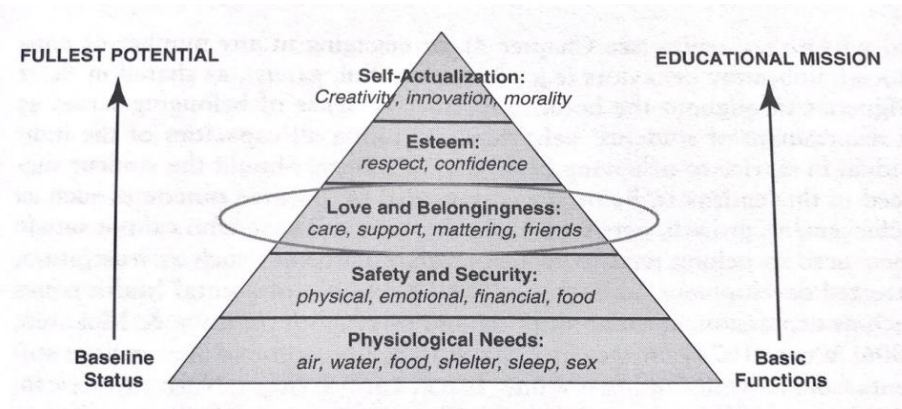 FULLEST POTENTIAL
EDUCATIONAL MISSION
Self-Actualization:
Creativity, innovation, morality
Esteem:
respect, confidence
Love and Belongingness:
care, support, mattering, friends
Safety and Security:
physical, emotional, financial, food
Physiological Needs:
air, water, food, shelter, sleep, sex
Baseline
Status
Basic
Functions